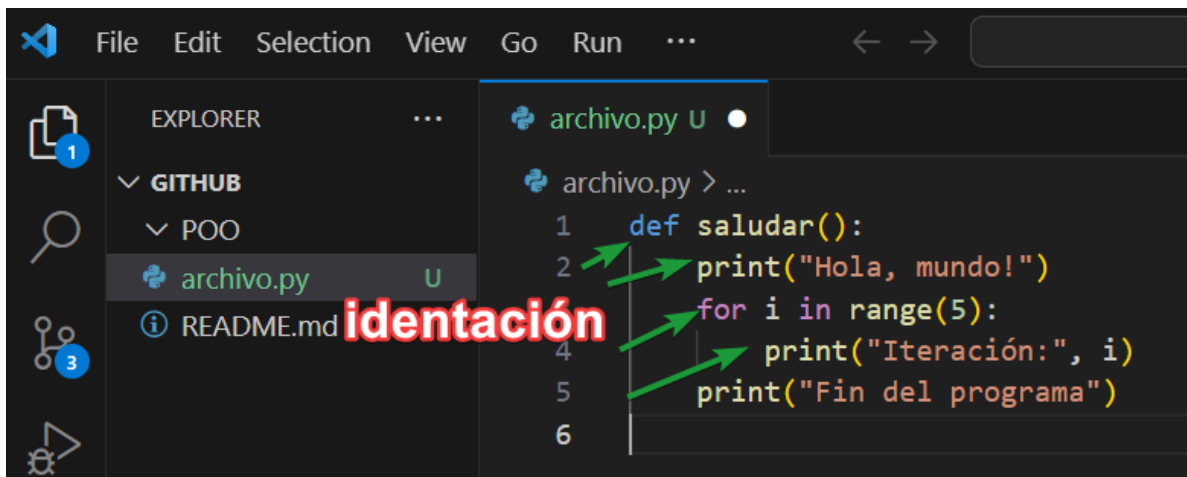 File Edit Selection View Go Run ...
EXPLORER ...
archivo.py U
1
GITHUB
archivo.py > ...
POO
1 def saludar():
archivo.py U
2 print("Hola, mundo!")
README.md
identación
for i in range(5):
3
4 print("Iteración:", i)
5 print("Fin del programa")
6